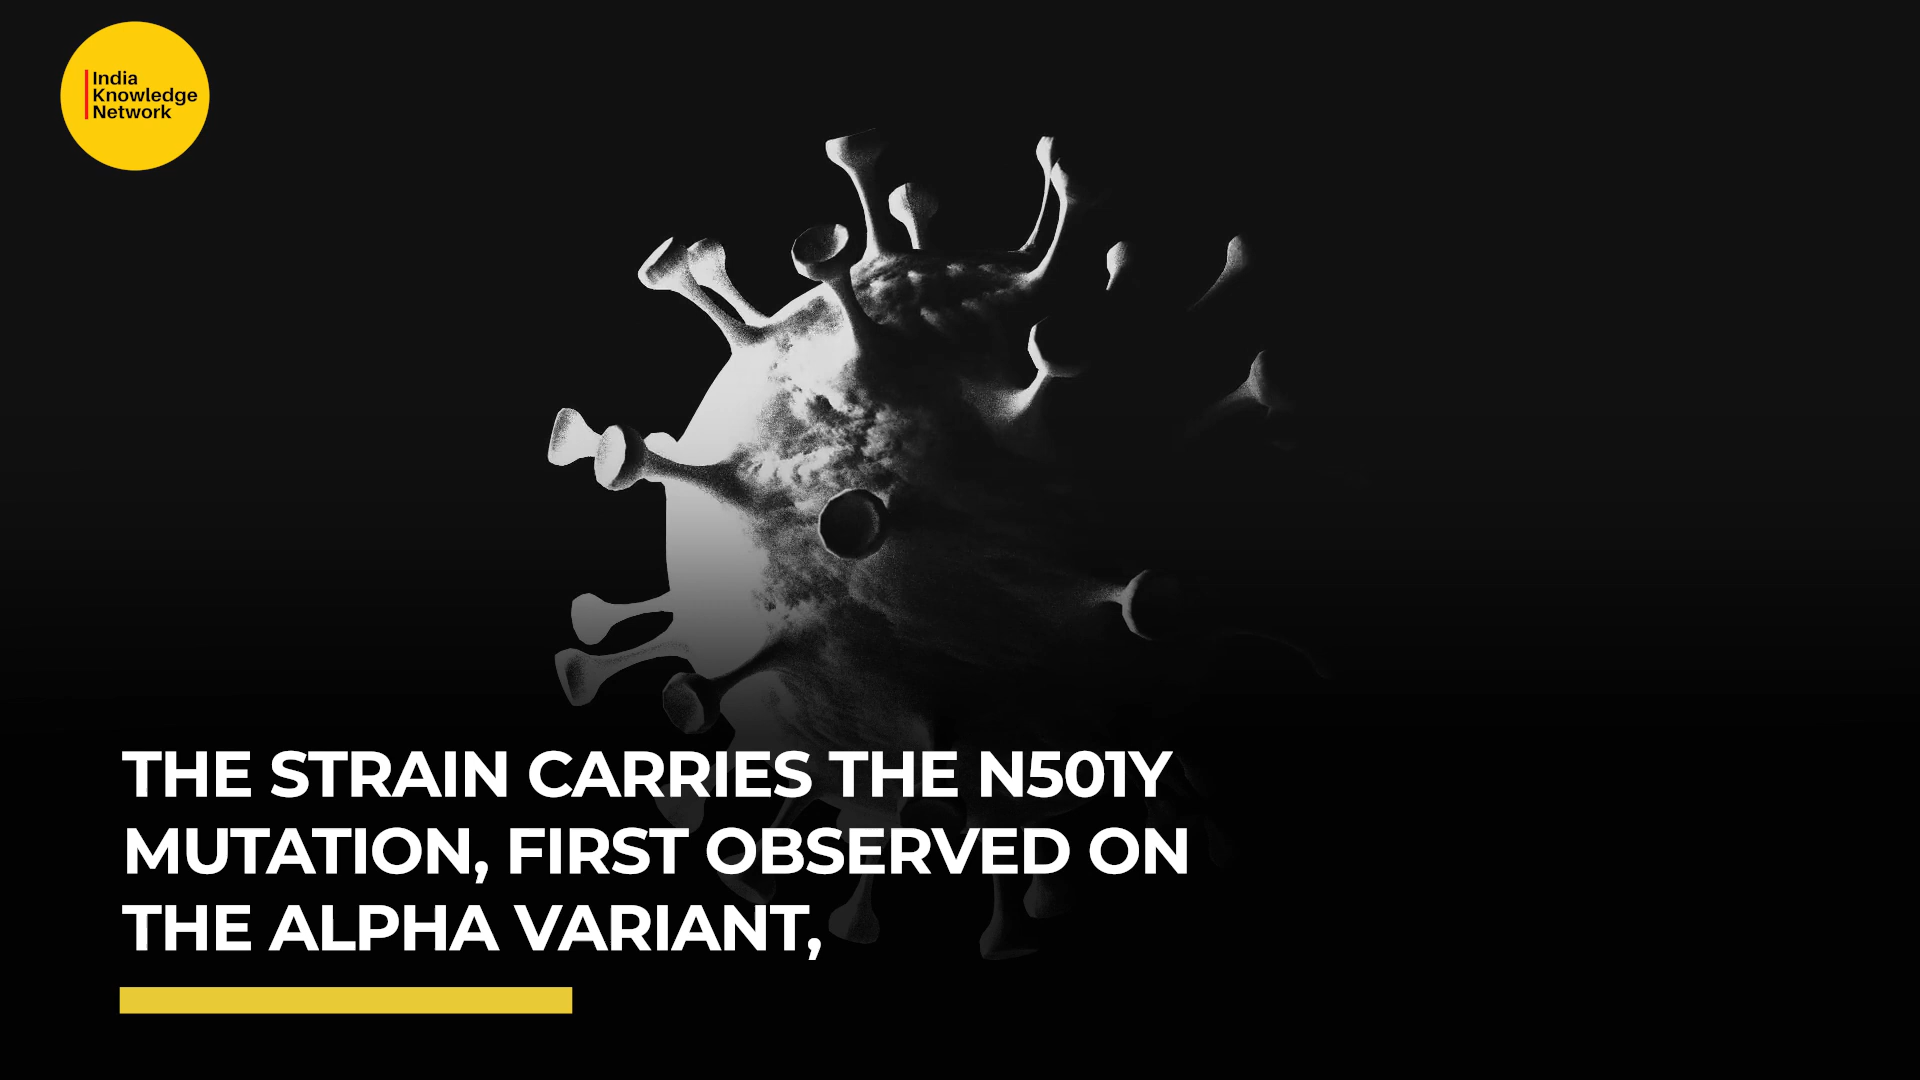 India
Knowledge
Network
THE STRAIN CARRIES THE N501Y
MUTATION, FIRST OBSERVED ON
THE ALPHA VARIANT,